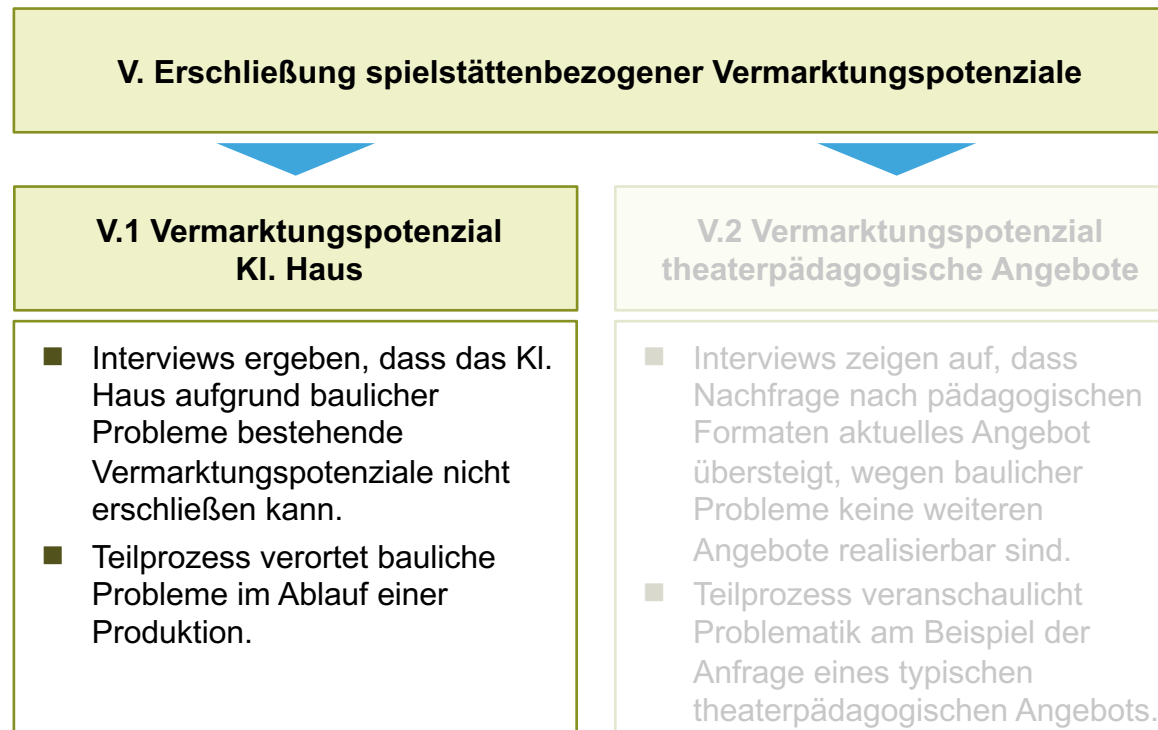 V. Erschließung spielstättenbezogener Vermarktungspotenziale
V.1 Vermarktungspotenzial
Kl. Haus
Interviews ergeben, dass das Kl.
Haus aufgrund baulicher
Probleme bestehende
Vermarktungspotenziale nicht
erschließen kann.
Teilprozess verortet bauliche
Probleme im Ablauf einer
Produktion.
V.2 Vermarktungspotenzial
theaterpädagogische Angebote
Interviews zeigen auf, dass
Nachfrage nach pädagogischen
Formaten aktuelles Angebot
übersteigt, wegen baulicher
Probleme keine weiteren
Angebote realisierbar sind.
Teilprozess veranschaulicht
Problematik am Beispiel der
Anfrage eines typischen
theaterpädagogischen Angebots.